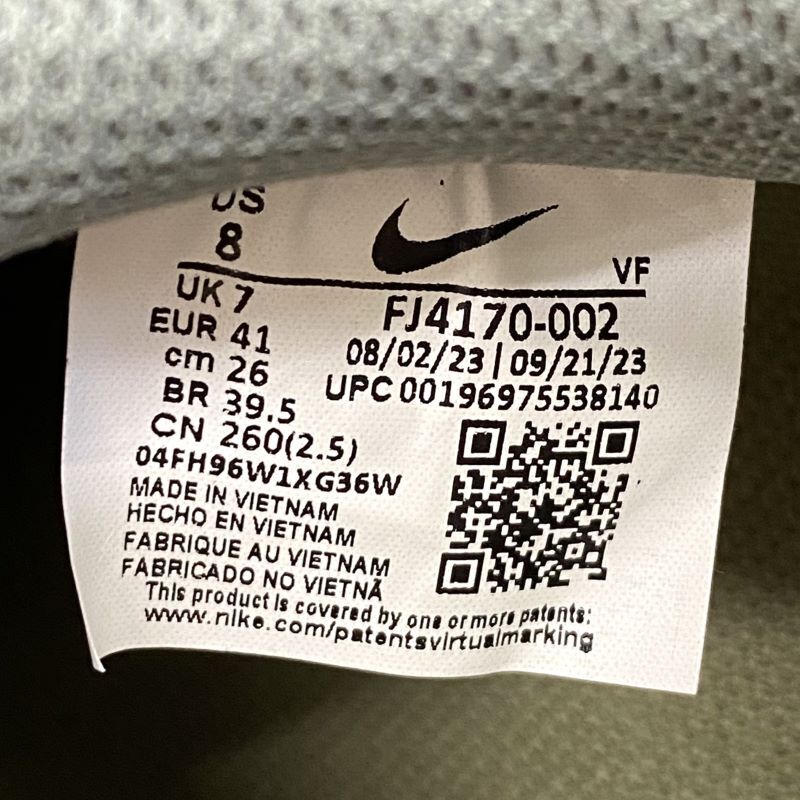 US
8
VF
UK 7
EUR 41
cm 26
BR 39.5
CN 260(2.5)
FJ4170-002
08/02/23 | 09/21/23
UPC 00196975538140
04FH96W1XG36W
MADE IN VIETNAM
HECHO EN VIETNAM
FABRIQUE AU VIETNAM
FABRICADO NO VIETNÃ
This product is covered by one or more patents:
www.nike.com/patentsvirtualmarking